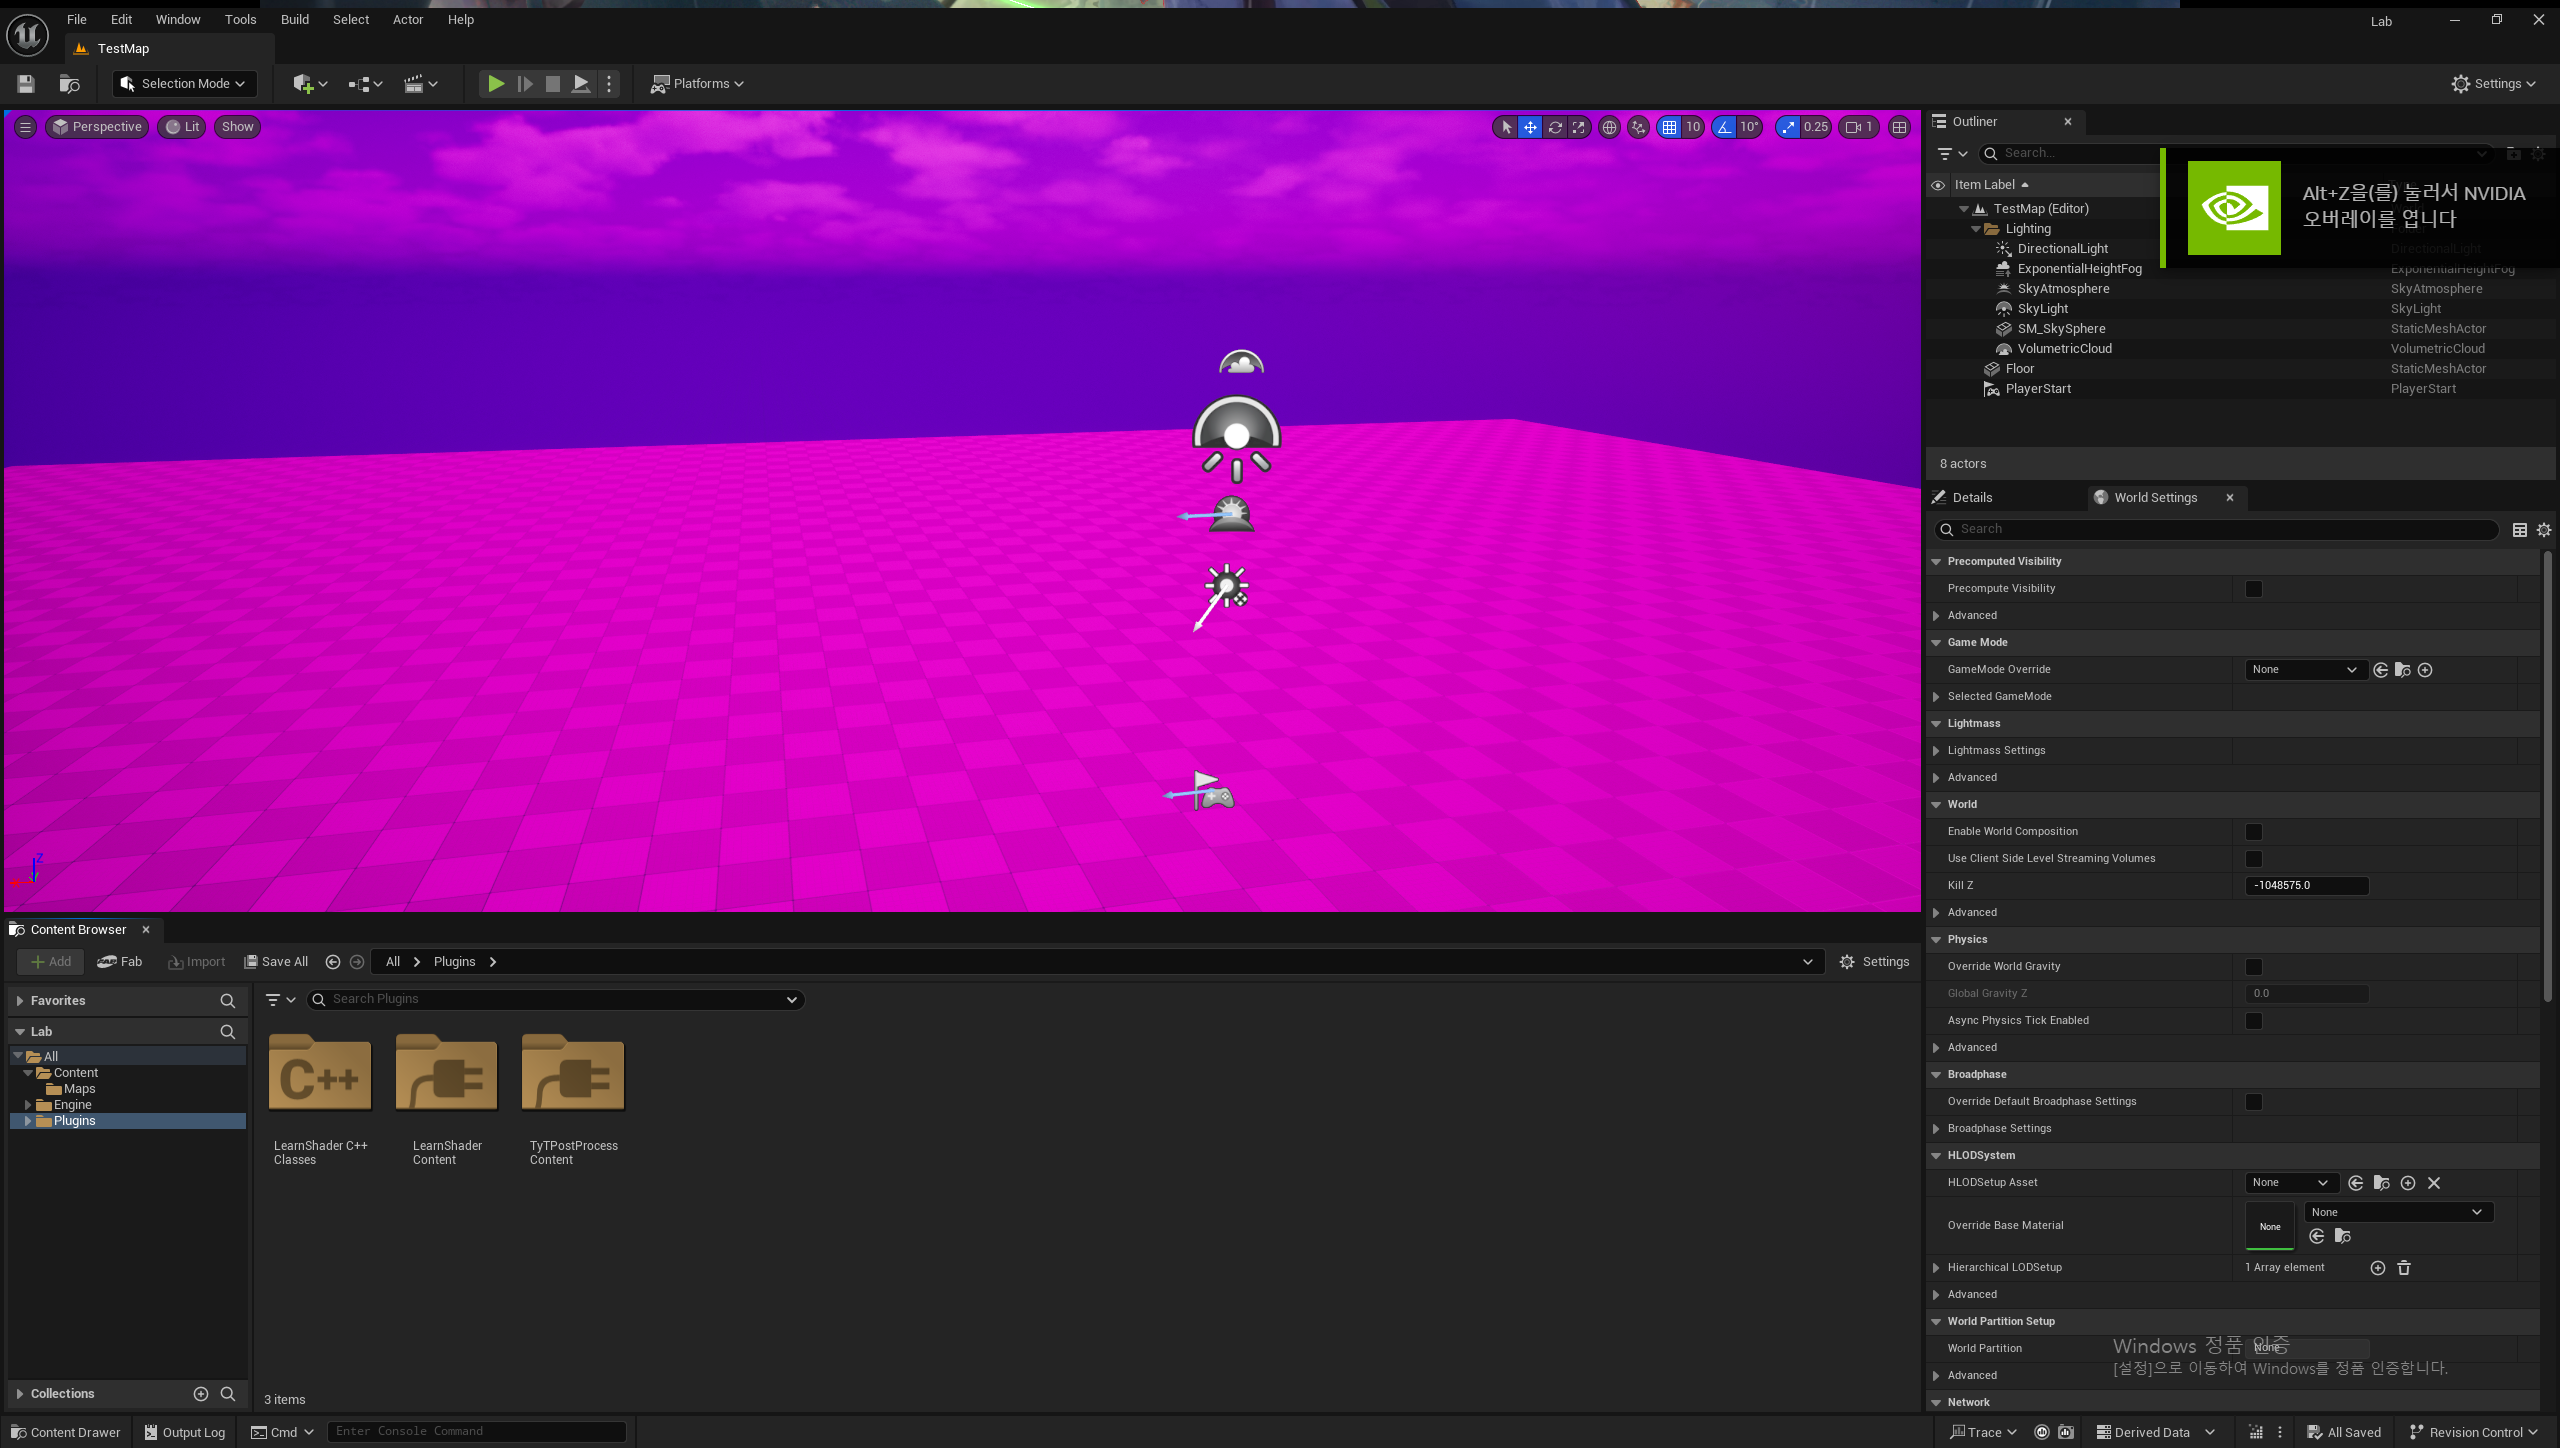 File Edit Window Tools Build Select Actor Help
Lab
TestMap
Selection Mode
Platforms
Settings
Perspective
Lit
Show
10
10°
0.25
1
Outliner
Search...
Item Label
Alt+Z을(를) 눌러서 NVIDIA
오버레이를 엽니다
TestMap (Editor)
Lighting
DirectionalLight DirectionalLight
ExponentialHeightFog ExponentialHeightFog
SkyAtmosphere SkyAtmosphere
SkyLight SkyLight
SM_SkySphere StaticMeshActor
VolumetricCloud VolumetricCloud
Floor StaticMeshActor
PlayerStart PlayerStart
8 actors
Details
World Settings
Search
Precomputed Visibility
Precompute Visibility
Advanced
Game Mode
GameMode Override None
Selected GameMode
Lightmass
Lightmass Settings
Advanced
World
Enable World Composition
Use Client Side Level Streaming Volumes
Kill Z -1048575.0
Advanced
Physics
Override World Gravity
Global Gravity Z 0.0
Async Physics Tick Enabled
Advanced
Broadphase
Override Default Broadphase Settings
Broadphase Settings
HLODSystem
HLODSetup Asset None
None
Override Base Material None
Hierarchical LODSetup 1 Array element
Advanced
World Partition Setup
World Partition None
Windows 정품 인증
[설정]으로 이동하여 Windows를 정품 인증합니다.
Advanced
Network
Z
Content Browser
Add
Fab
Import
Save All
All
Plugins
Settings
Favorites
Search Plugins
Lab
All
Content
Maps
Engine
Plugins
C++
LearnShader C++
Classes
LearnShader
Content
TyTPostProcess
Content
Collections
3 items
Content Drawer
Output Log
Cmd
Enter Console Command
Trace
Derived Data
All Saved
Revision Control